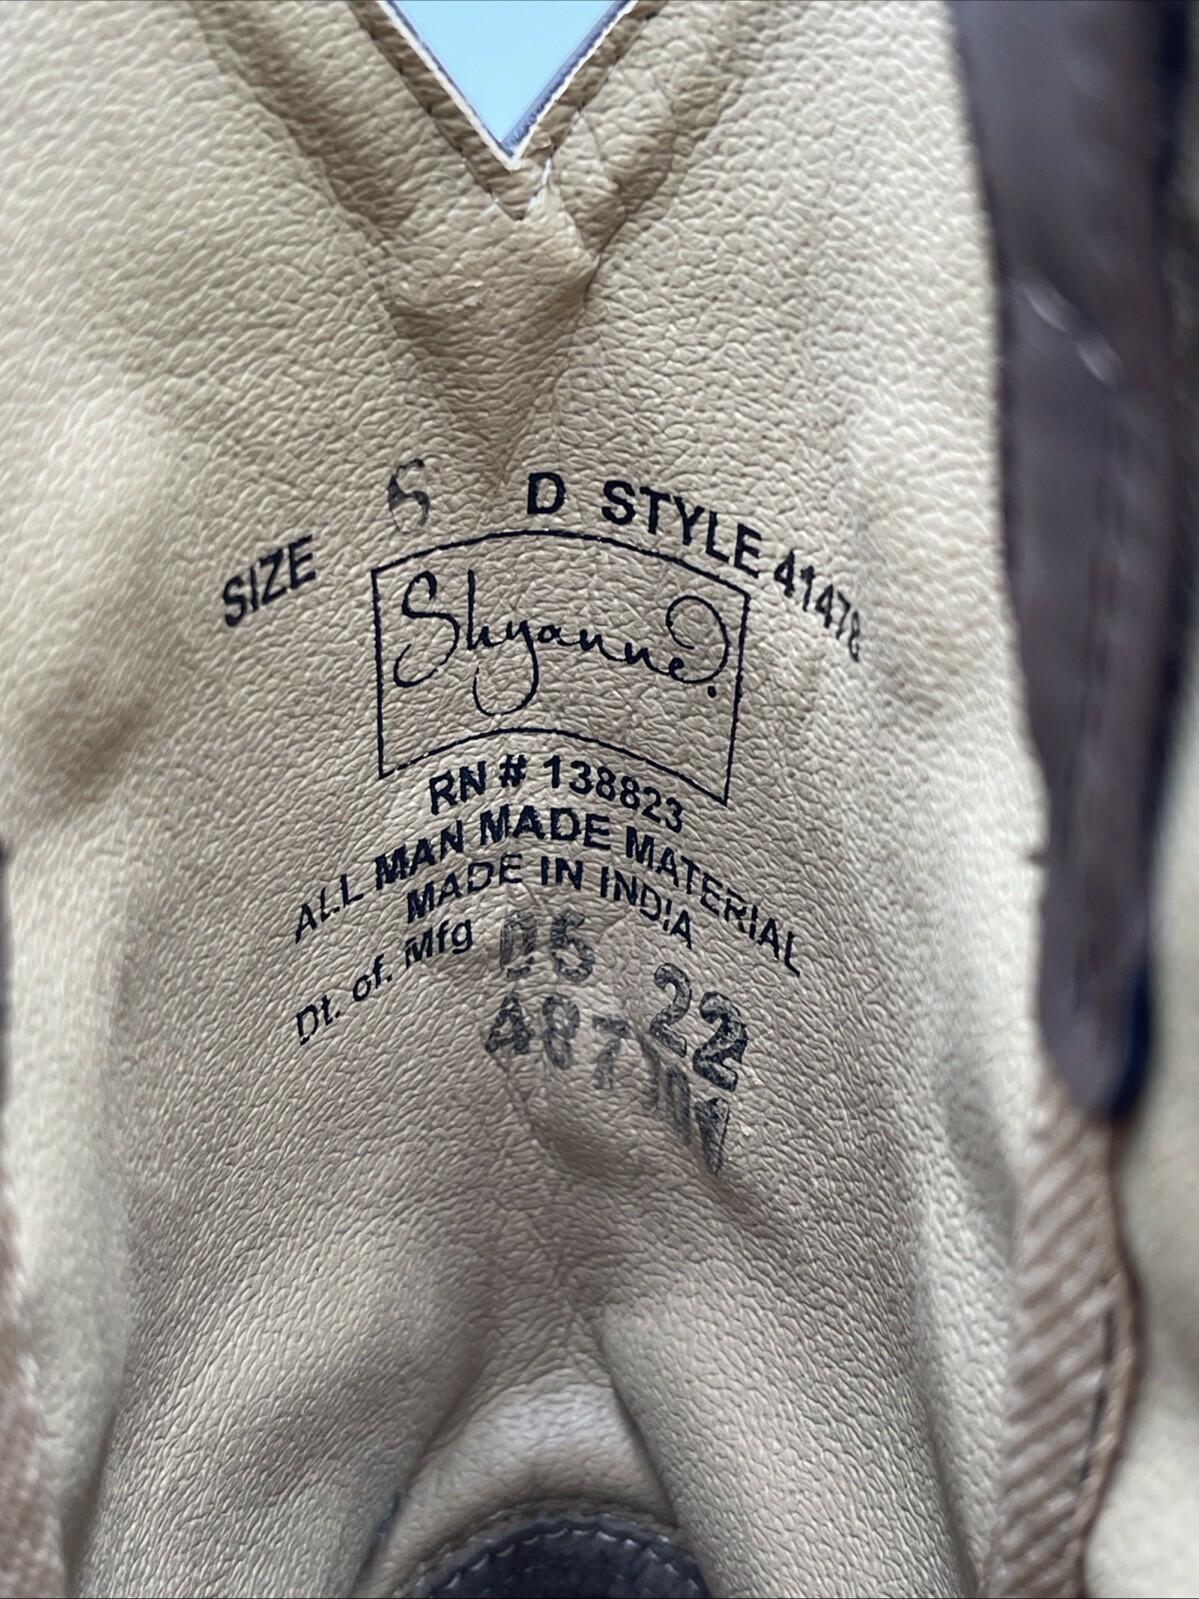 SIZE 5 D STYLE 41478
Shyanne
RN # 138823
ALL MAN MADE MATERIAL
MADE IN INDIA
Dt. of. Mfg 05 22